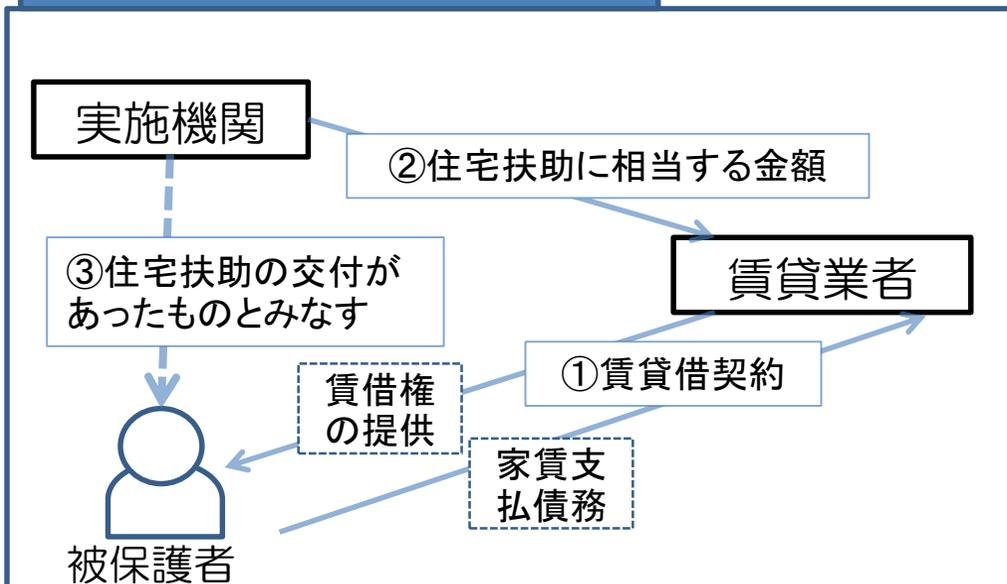 実施機関
②住宅扶助に相当する金額
③住宅扶助の交付が
あったものとみなす
賃貸業者
①賃貸借契約
賃借権
の提供
家賃支
払債務
被保護者